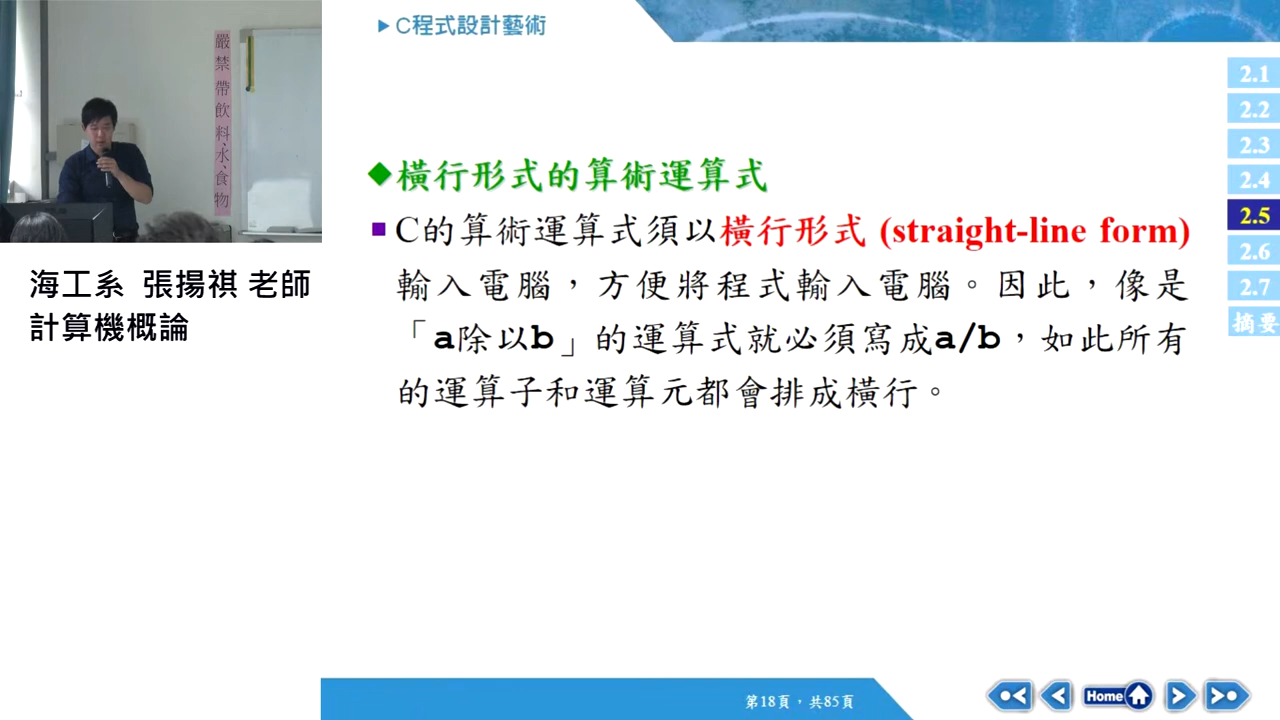 嚴禁帶飲料、水、食物
海工系 張揚祺 老師
計算機概論
C程式設計藝術
橫行形式的算術運算式
C的算術運算式須以橫行形式 (straight-line form)
輸入電腦，方便將程式輸入電腦。因此，像是
「a除以b」的運算式就必須寫成a/b，如此所有
的運算子和運算元都會排成橫行。
2.1
2.2
2.3
2.4
2.5
2.6
2.7
摘要
第18頁，共85頁
Home